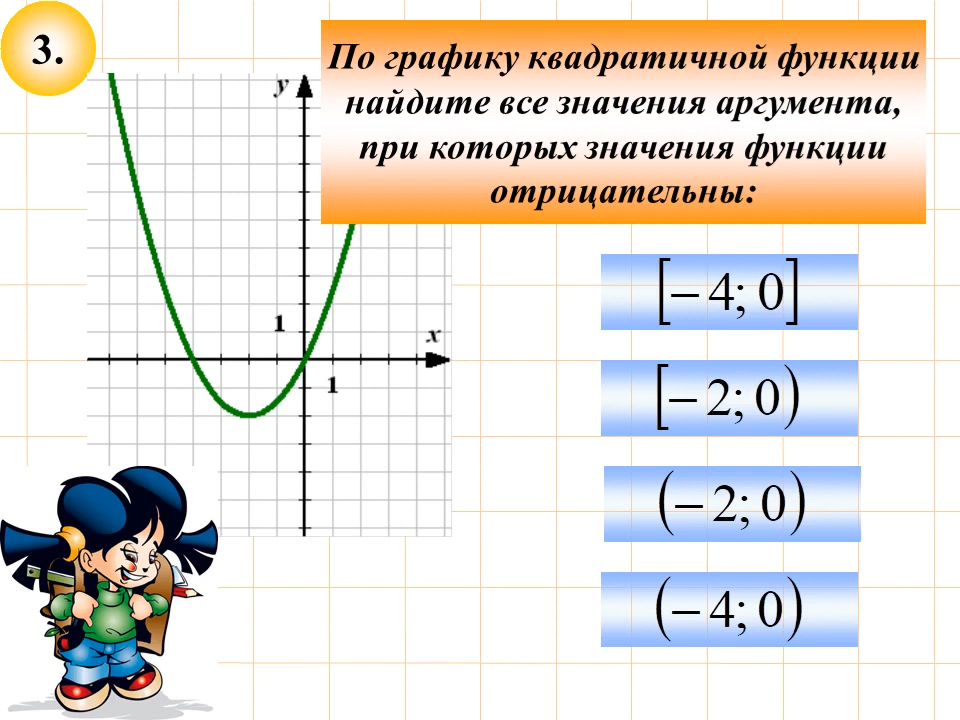 3.
По графику квадратичной функции
найдите все значения аргумента,
при которых значения функции
отрицательны:
y
1
x
1
[– 4; 0]
[– 2; 0)
(– 2; 0)
(– 4; 0)